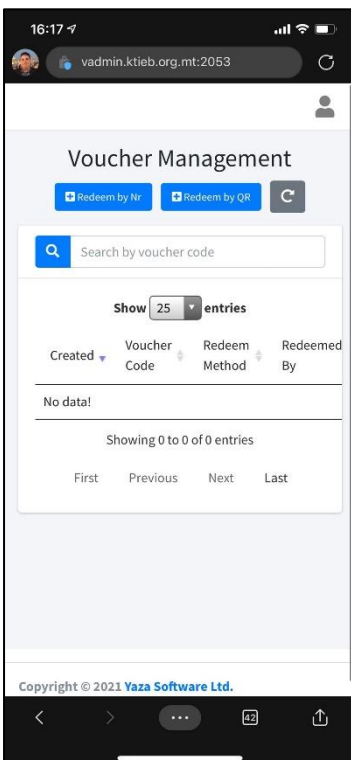 16:17
vadmin.ktieb.org.mt:2053
Voucher Management
Redeem by Nr Redeem by QR
Search by voucher code
Show 25 entries
Created Voucher Code Redeem Method Redeemed By
No data!
Showing 0 to 0 of 0 entries
First Previous Next Last
Copyright © 2021 Yaza Software Ltd.
42